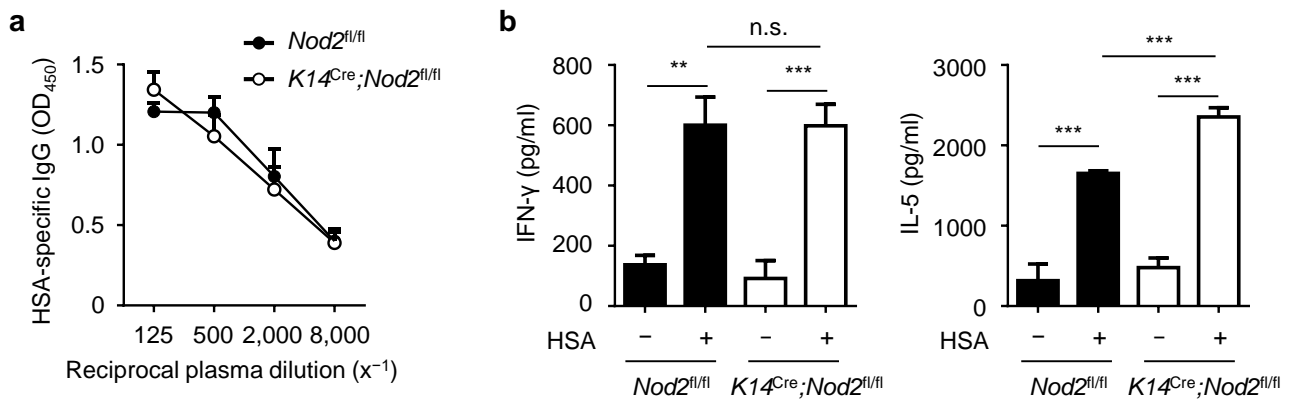 a
Nod2fl/fl
K14Cre;Nod2fl/fl
HSA-specific IgG (OD450)
1.5
1.0
0.5
0
125 500 2,000 8,000
Reciprocal plasma dilution (x−1)
b
n.s.
** ***
IFN-γ (pg/ml)
800
600
400
200
0
HSA − + − +
Nod2fl/fl K14Cre;Nod2fl/fl
***
***
***
IL-5 (pg/ml)
3000
2000
1000
0
HSA − + − +
Nod2fl/fl K14Cre;Nod2fl/fl